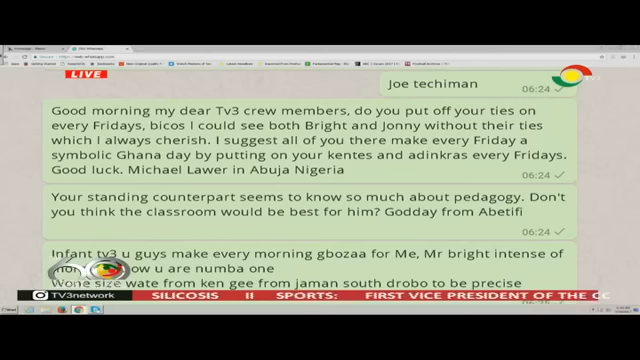 LIVE
Joe techiman
06:24
Good morning my dear Tv3 crew members, do you put off your ties on
every Fridays, bicos I could see both Bright and Jonny without their ties
which I always cherish. I suggest all of you there make every Friday a
symbolic Ghana day by putting on your kentes and adinkras every Fridays.
Good luck. Michael Lawer in Abuja Nigeria
06:24
Your standing counterpart seems to know so much about pedagogy. Don't
you think the classroom would be best for him? Godday from Abetifi
06:24
Infant tv3 u guys make every morning gbozaa for Me, Mr bright intense of
ow u are numba one
Wone size wate from ken gee from jaman south drobo to be precise
TV3network
SILICOSIS II SPORTS: FIRST VICE PRESIDENT OF THE